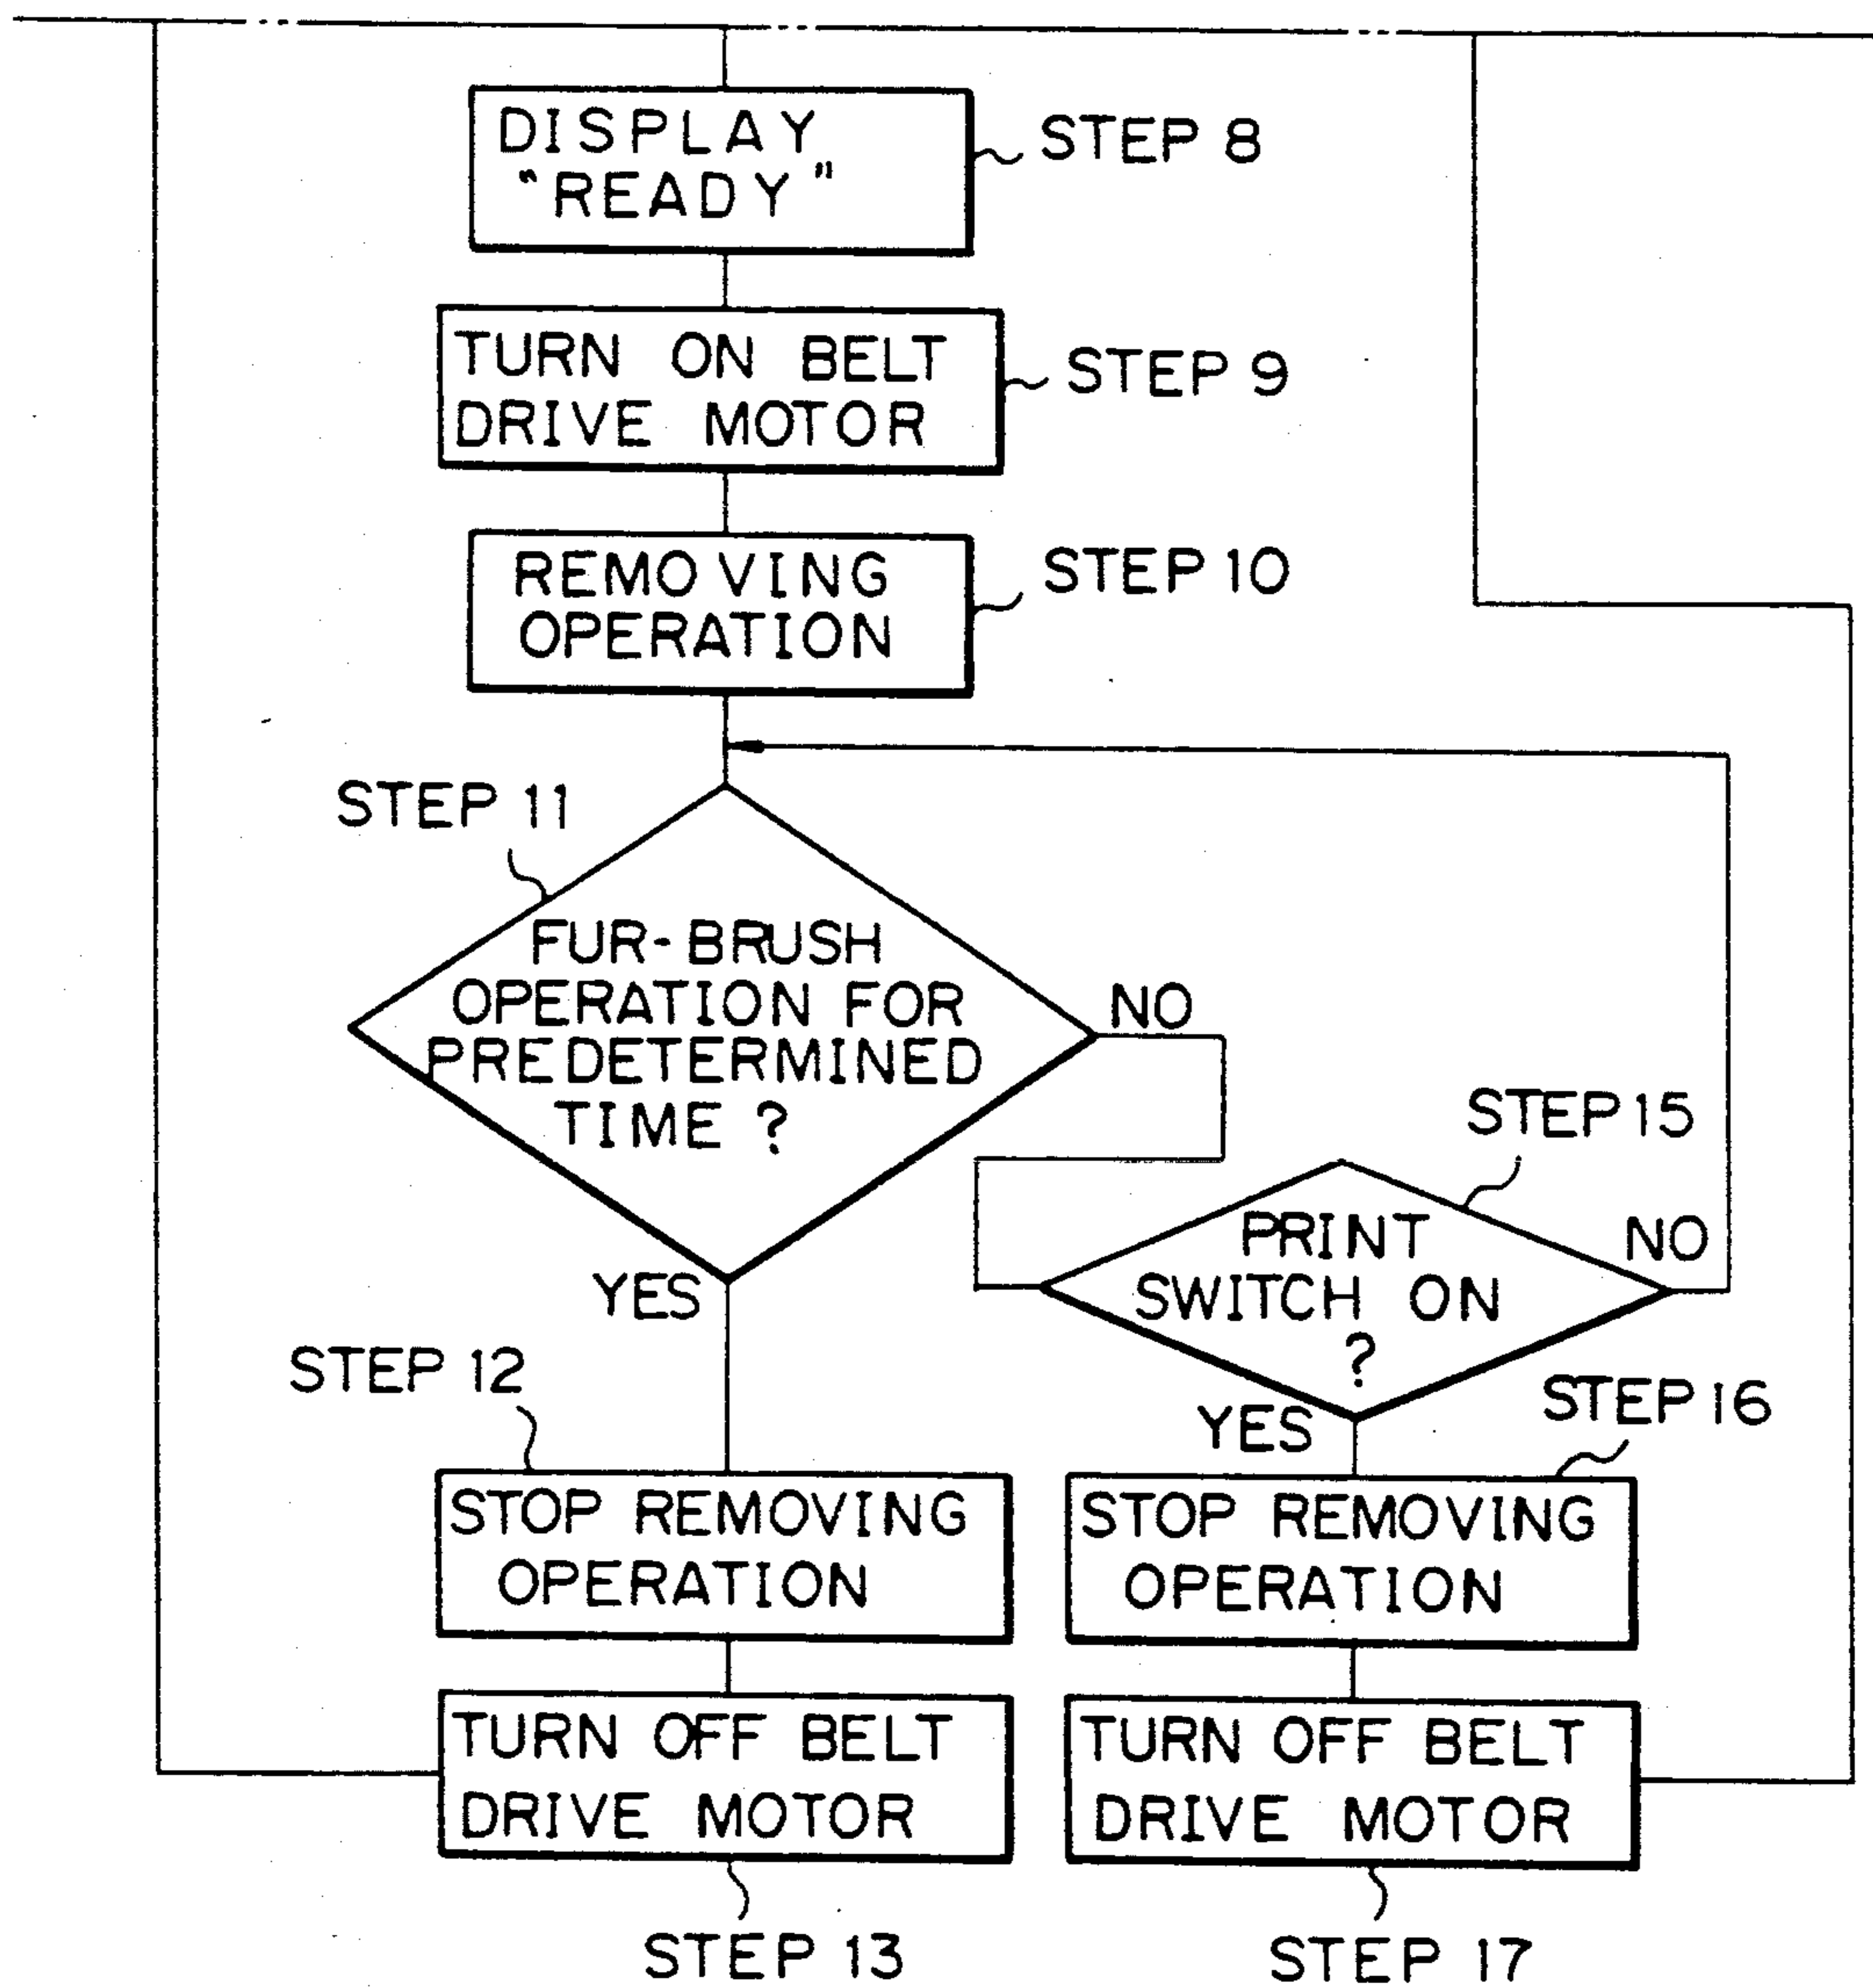 DISPLAY
"READY"
STEP 8
TURN ON BELT
DRIVE MOTOR
STEP 9
REMOVING
OPERATION
STEP 10
STEP 11
FUR-BRUSH
OPERATION FOR
PREDETERMINED
TIME ?
NO
YES
STEP 15
PRINT
SWITCH ON
?
NO
YES
STEP 12
STOP REMOVING
OPERATION
STEP 16
STOP REMOVING
OPERATION
TURN OFF BELT
DRIVE MOTOR
STEP 13
TURN OFF BELT
DRIVE MOTOR
STEP 17